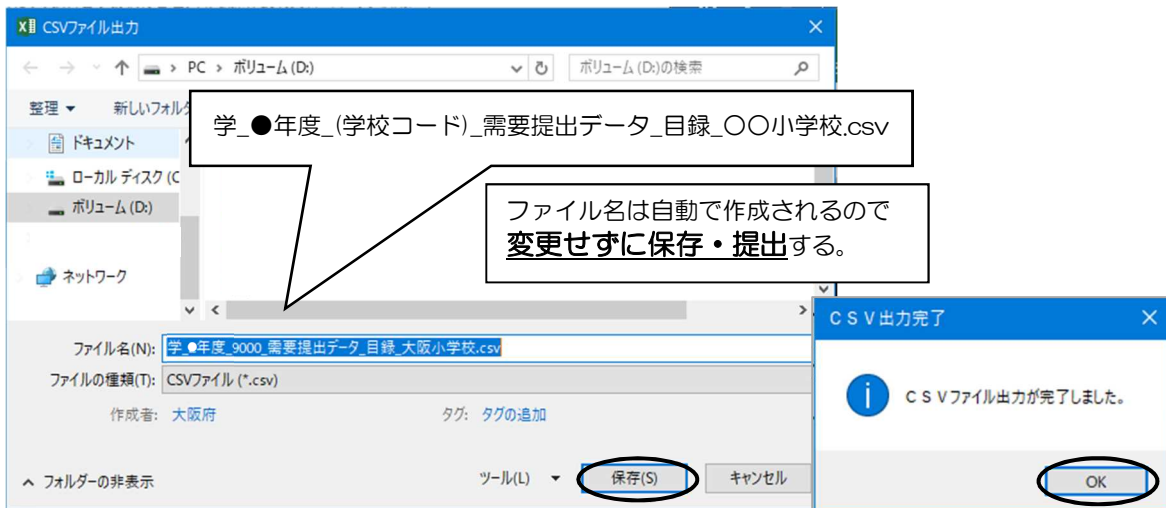 CSVファイル出力
PC > ボリューム (D:)
ボリューム (D:)の検索
整理
新しいフォル
学_●年度_(学校コード)_需要提出データ_目録_〇〇小学校.csv
ドキュメント
ローカル ディスク (C
ボリューム (D:)
ネットワーク
ファイル名は自動で作成されるので
変更せずに保存・提出する。
ファイル名(N): 学_●年度_9000_需要提出データ_目録_大阪小学校.csv
ファイルの種類(T): CSVファイル (*.csv)
作成者: 大阪府
タグ: タグの追加
フォルダーの非表示
ツール(L)
保存(S)
キャンセル
ＣＳＶ出力完了
ＣＳＶファイル出力が完了しました。
OK